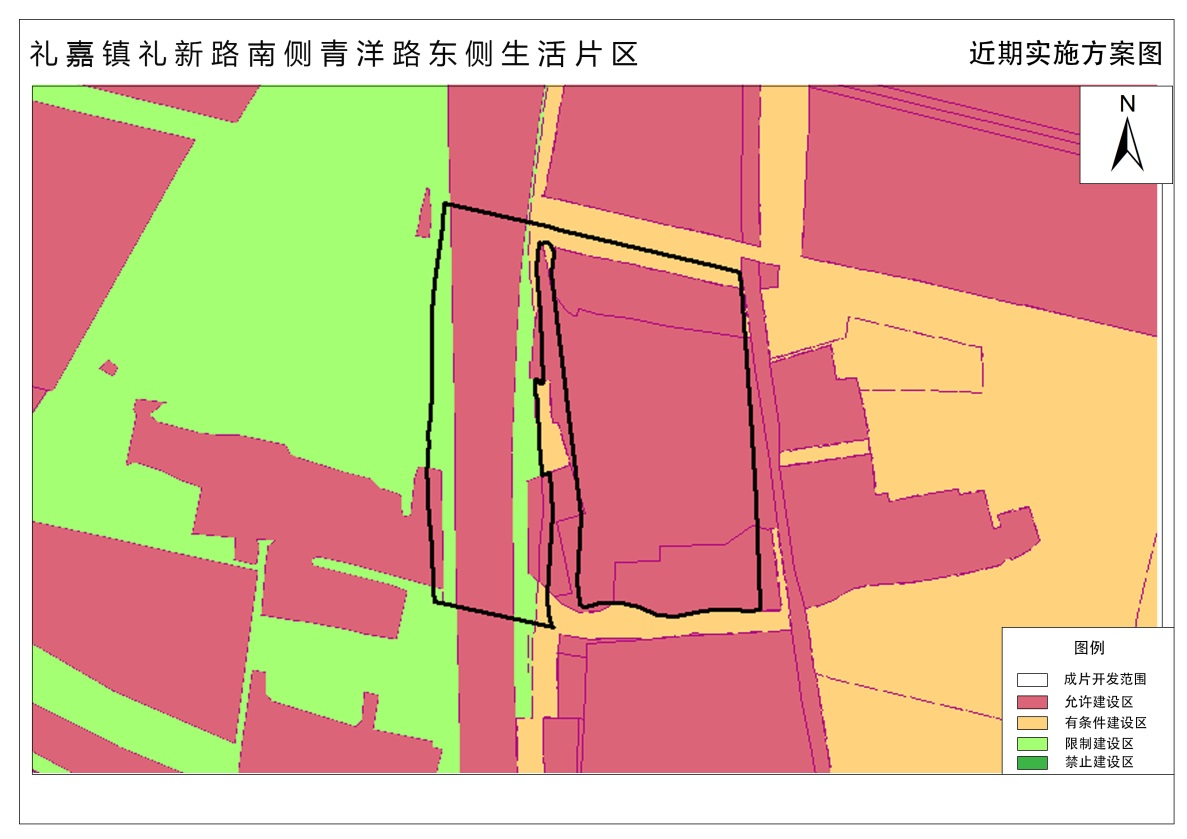 礼嘉镇礼新路南侧青洋路东侧生活片区
近期实施方案图
N
图例
成片开发范围
允许建设区
有条件建设区
限制建设区
禁止建设区